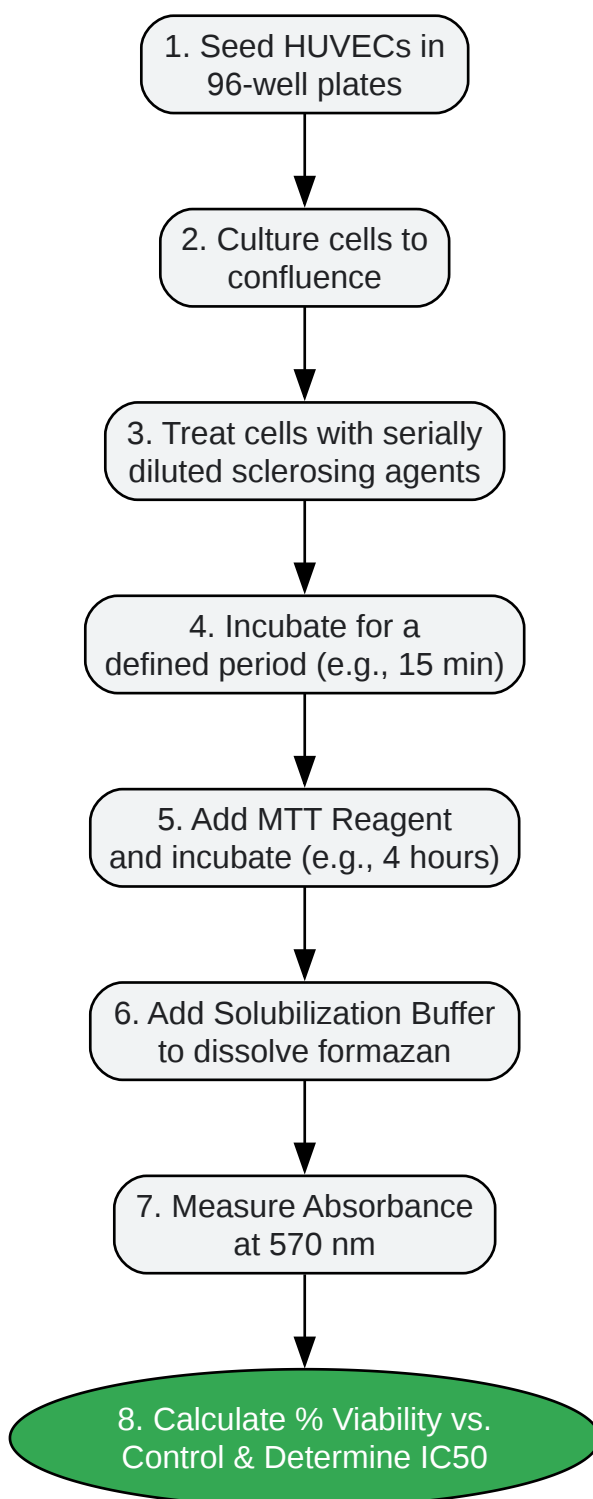 1. Seed HUVECs in
96-well plates
2. Culture cells to
confluence
3. Treat cells with serially
diluted sclerosing agents
4. Incubate for a
defined period (e.g., 15 min)
5. Add MTT Reagent
and incubate (e.g., 4 hours)
6. Add Solubilization Buffer
to dissolve formazan
7. Measure Absorbance
at 570 nm
8. Calculate % Viability vs.
Control & Determine IC50